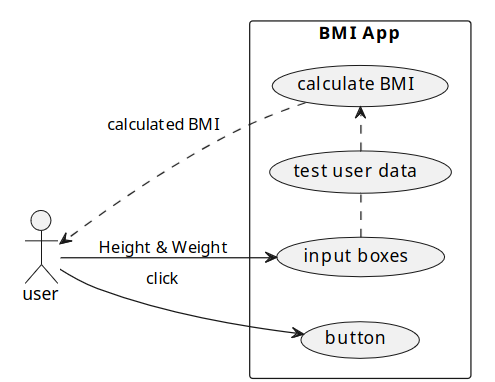 BMI App
calculate BMI
calculated BMI
test user data
Height & Weight
input boxes
click
user
button